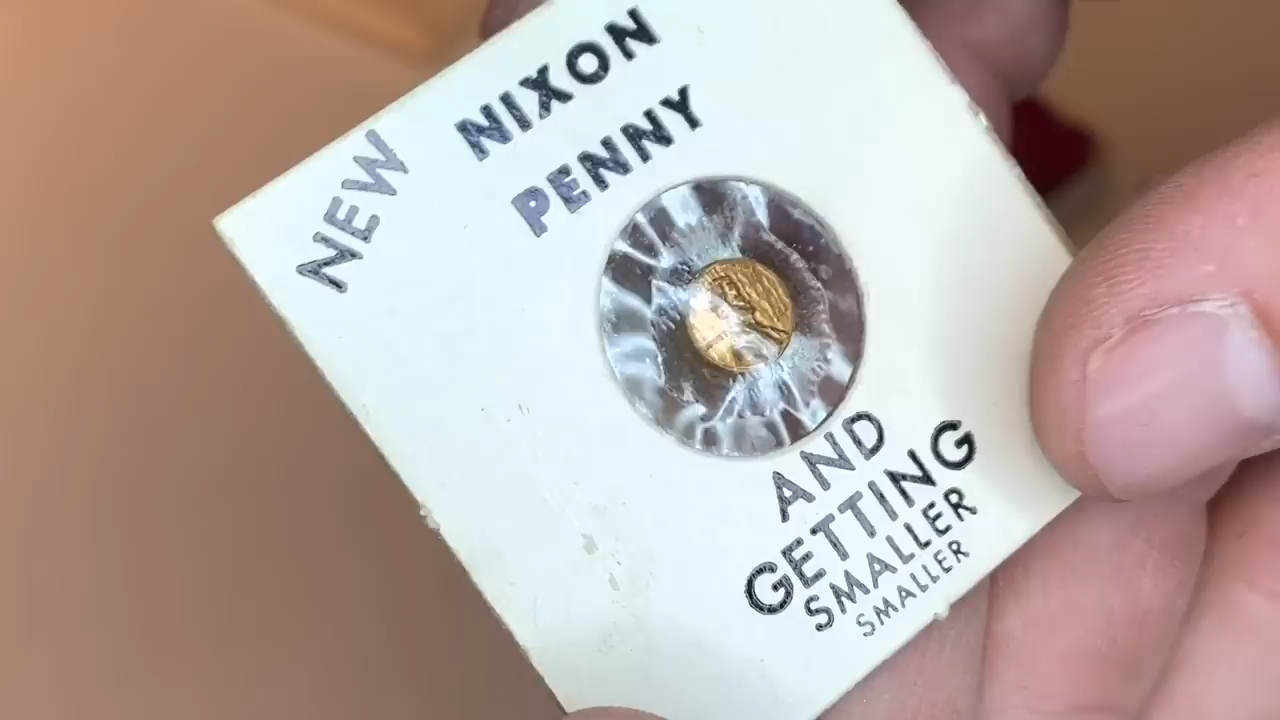 NEW NIXON
PENNY
AND
GETTING
SMALLER
SMALLER